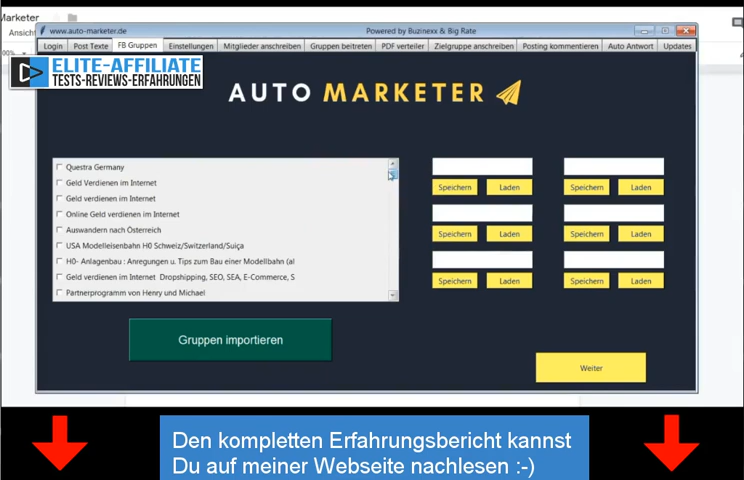 Marketer
Ansicht
www.auto-marketer.de
Powered by Buzinexx & Big Rate
Login
Post Texte
FB Gruppen
Einstellungen
Mitglieder anschreiben
Gruppen beitreten
PDF verteiler
Zielgruppe anschreiben
Posting kommentieren
Auto Antwort
Updates
ELITE-AFFILIATE
TESTS-REVIEWS-ERFAHRUNGEN
AUTO MARKETER
Questra Germany
Geld Verdienen im Internet
Geld verdienen im Internet
Online Geld verdienen im Internet
Auswandern nach Österreich
USA Modelleisenbahn H0 Schweiz/Switzerland/Suiça
H0- Anlagenbau : Anregungen u. Tips zum Bau einer Modellbahn (al
Geld verdienen im Internet Dropshipping, SEO, SEA, E-Commerce, S
Partnerprogramm von Henry und Michael
Speichern Laden Speichern Laden
Speichern Laden Speichern Laden
Speichern Laden Speichern Laden
Gruppen importieren
Weiter
Den kompletten Erfahrungsbericht kannst
Du auf meiner Webseite nachlesen :-)